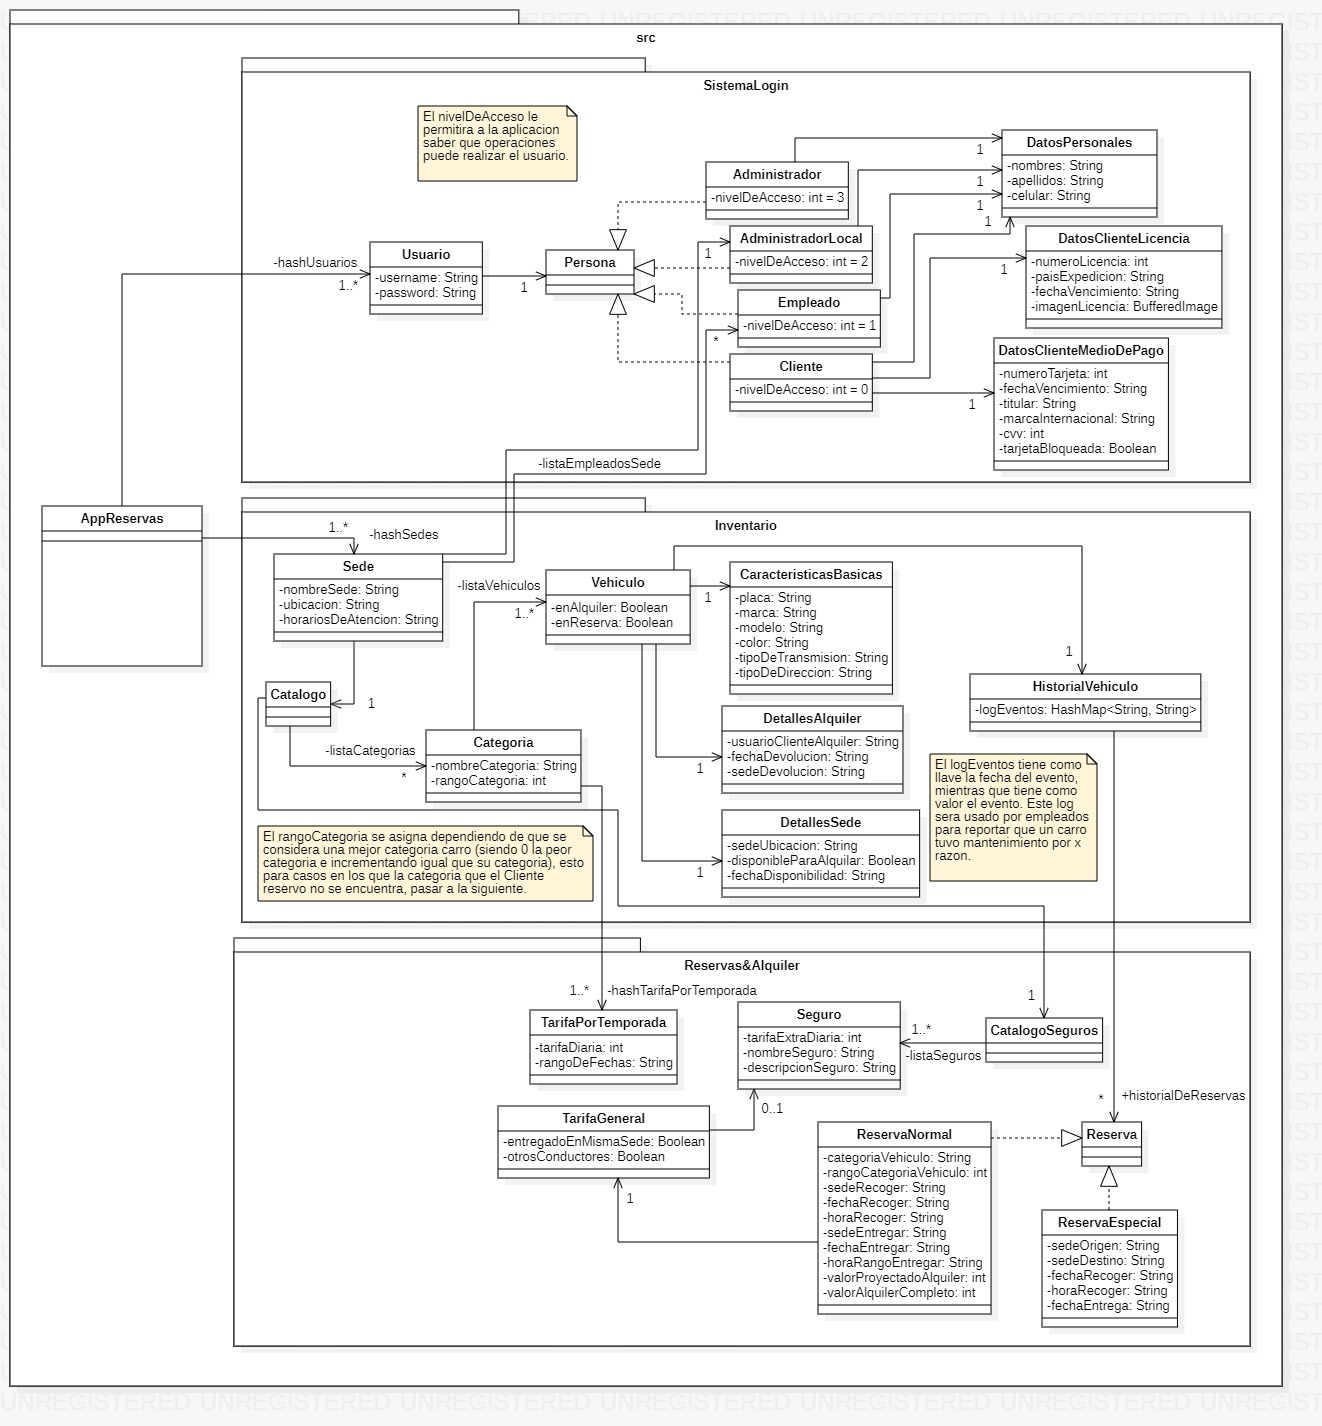 src
SistemaLogin
El nivelDeAcceso le
permitira a la aplicacion
saber que operaciones
puede realizar el usuario.
Administrador
-nivelDeAcceso: int = 3
1
DatosPersonales
-nombres: String
-apellidos: String
-celular: String
1
1
1
AdministradorLocal
-nivelDeAcceso: int = 2
1
DatosClienteLicencia
-numeroLicencia: int
-paisExpedicion: String
-fechaVencimiento: String
-imagenLicencia: BufferedImage
1
-hashUsuarios
1..*
Usuario
-username: String
-password: String
1
Persona
Empleado
-nivelDeAcceso: int = 1
*
Cliente
-nivelDeAcceso: int = 0
1
DatosClienteMedioDePago
-numeroTarjeta: int
-fechaVencimiento: String
-titular: String
-marcaInternacional: String
-cvv: int
-tarjetaBloqueada: Boolean
-listaEmpleadosSede
AppReservas
Inventario
1..*
-hashSedes
Sede
-nombreSede: String
-ubicacion: String
-horariosDeAtencion: String
-listaVehiculos
1..*
Vehiculo
-enAlquiler: Boolean
-enReserva: Boolean
1
CaracteristicasBasicas
-placa: String
-marca: String
-modelo: String
-color: String
-tipoDeTransmision: String
-tipoDeDireccion: String
1
HistorialVehiculo
-logEventos: HashMap<String, String>
Catalogo
1
-listaCategorias
*
Categoria
-nombreCategoria: String
-rangoCategoria: int
DetallesAlquiler
-usuarioClienteAlquiler: String
-fechaDevolucion: String
-sedeDevolucion: String
1
DetallesSede
-sedeUbicacion: String
-disponibleParaAlquilar: Boolean
-fechaDisponibilidad: String
1
El logEventos tiene como
llave la fecha del evento,
mientras que tiene como
valor el evento. Este log
sera usado por empleados
para reportar que un carro
tuvo mantenimiento por x
razon.
El rangoCategoria se asigna dependiendo de que se
considera una mejor categoria carro (siendo 0 la peor
categoria e incrementando igual que su categoria), esto
para casos en los que la categoria que el Cliente
reservo no se encuentra, pasar a la siguiente.
Reservas&Alquiler
1..*
-hashTarifaPorTemporada
TarifaPorTemporada
-tarifaDiaria: int
-rangoDeFechas: String
Seguro
-tarifaExtraDiaria: int
-nombreSeguro: String
-descripcionSeguro: String
1..*
-listaSeguros
1
CatalogoSeguros
*
+historialDeReservas
TarifaGeneral
-entregadoEnMismaSede: Boolean
-otrosConductores: Boolean
0..1
1
ReservaNormal
-categoriaVehiculo: String
-rangoCategoriaVehiculo: int
-sedeRecoger: String
-fechaRecoger: String
-horaRecoger: String
-sedeEntregar: String
-fechaEntregar: String
-horaRangoEntregar: String
-valorProyectadoAlquiler: int
-valorAlquilerCompleto: int
Reserva
ReservaEspecial
-sedeOrigen: String
-sedeDestino: String
-fechaRecoger: String
-horaRecoger: String
-fechaEntrega: String
UNREGISTERED UNREGISTERED UNREGISTERED UNREGISTERED UNREGISTERED UNREGISTERED